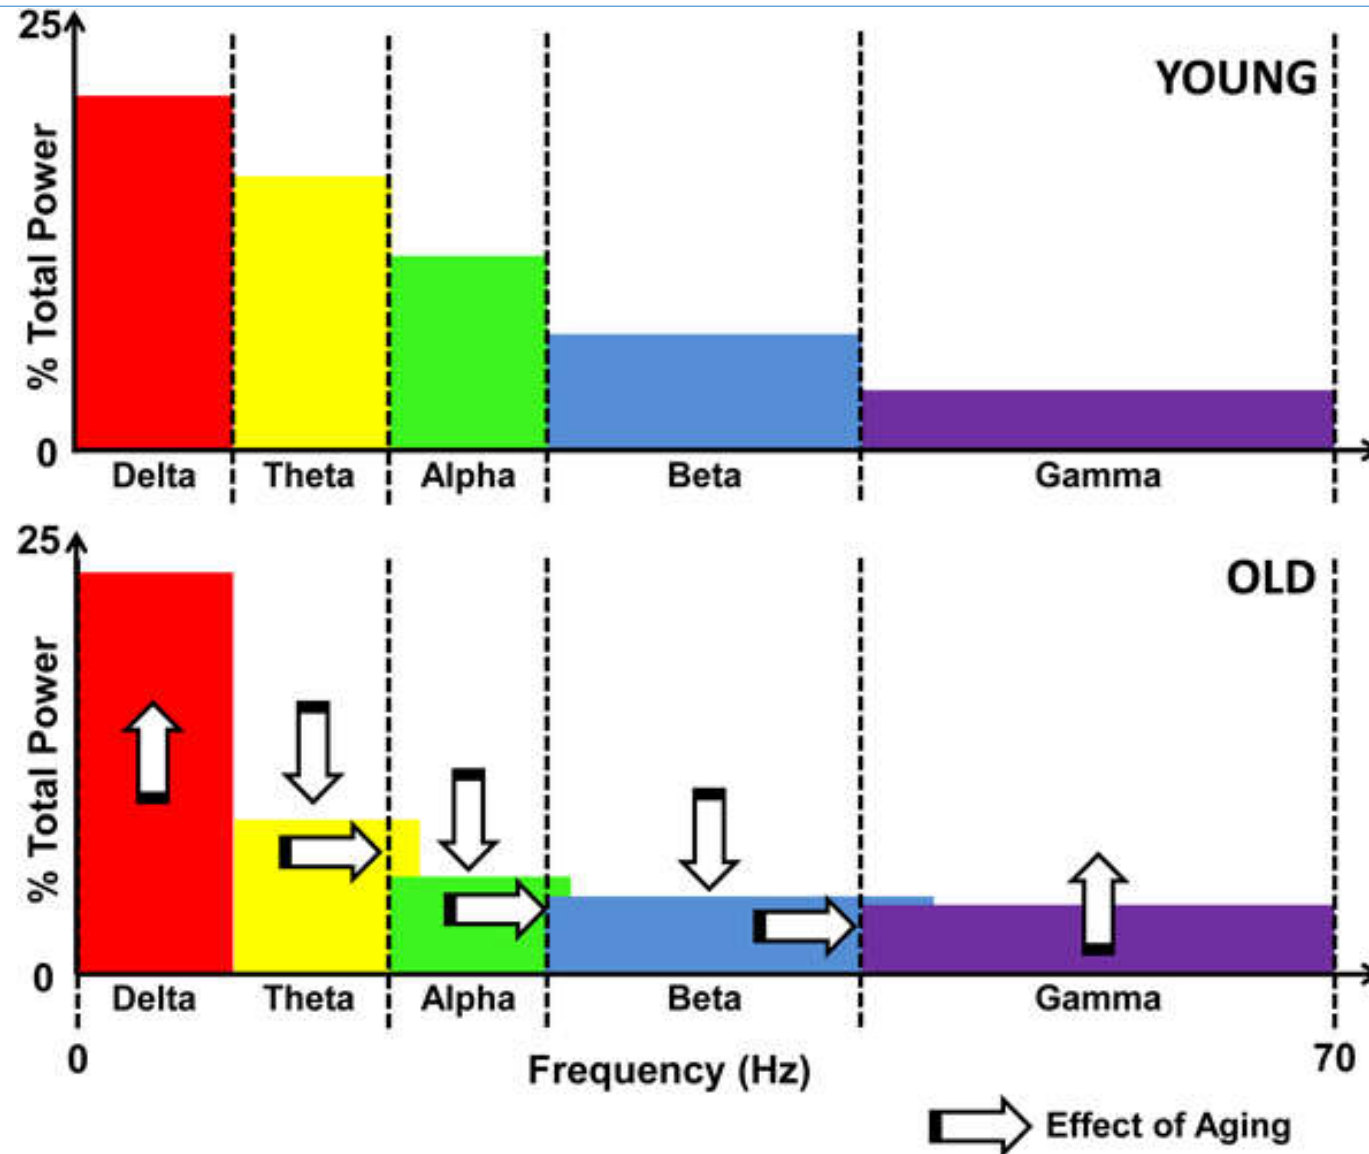 25
YOUNG
% Total Power
0
Delta Theta Alpha Beta Gamma
25
OLD
% Total Power
0
Delta Theta Alpha Beta Gamma
0 70
Frequency (Hz)
Effect of Aging